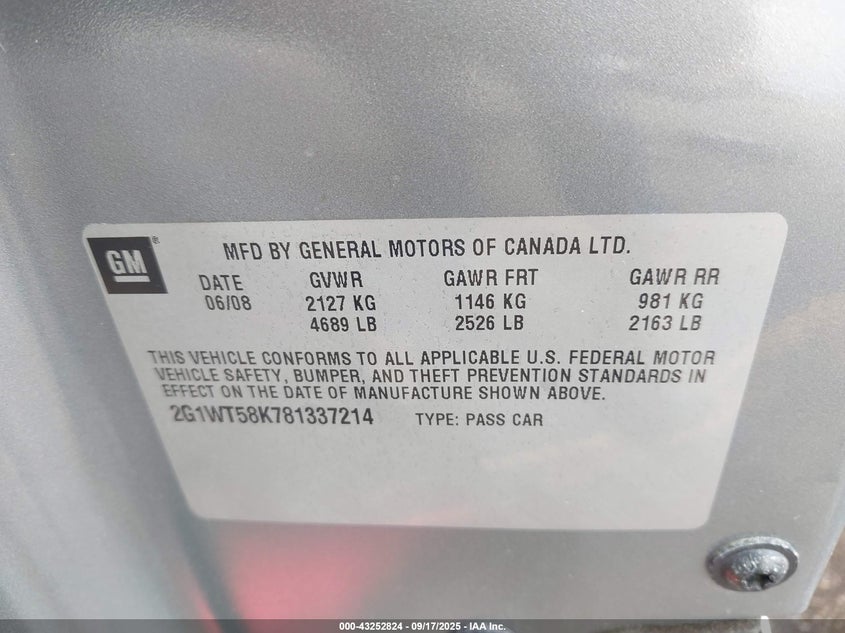 GM
MFD BY GENERAL MOTORS OF CANADA LTD.
DATE GVWR GAWR FRT GAWR RR
06/08 2127 KG 1146 KG 981 KG
4689 LB 2526 LB 2163 LB
THIS VEHICLE CONFORMS TO ALL APPLICABLE U.S. FEDERAL MOTOR
VEHICLE SAFETY, BUMPER, AND THEFT PREVENTION STANDARDS IN
EFFECT ON THE DATE OF MANUFACTURE SHOWN ABOVE.
2G1WT58K781337214 TYPE: PASS CAR
000-43252824 - 09/17/2025 - IAA Inc.